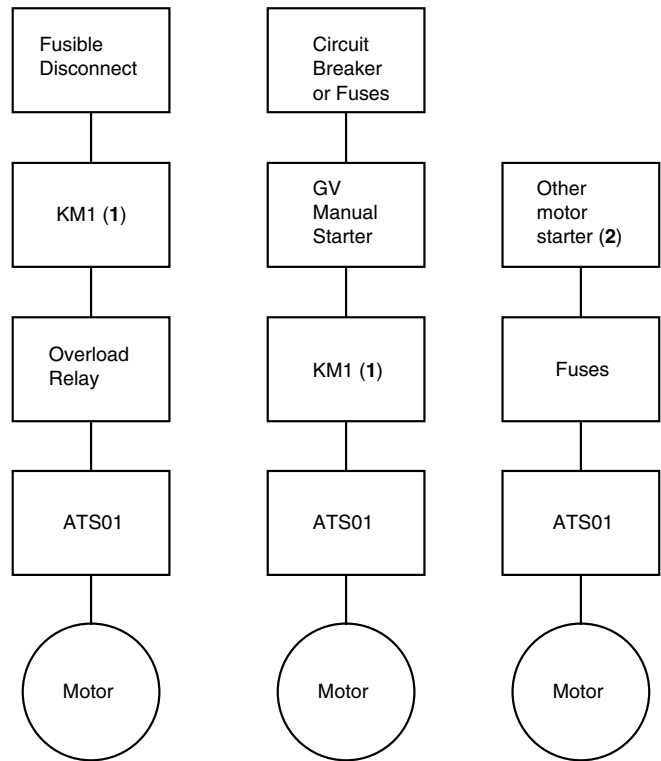 Fusible
Disconnect
KM1 (1)
Overload
Relay
ATS01
Motor
Circuit
Breaker
or Fuses
GV
Manual
Starter
KM1 (1)
ATS01
Motor
Other
motor
starter (2)
Fuses
ATS01
Motor